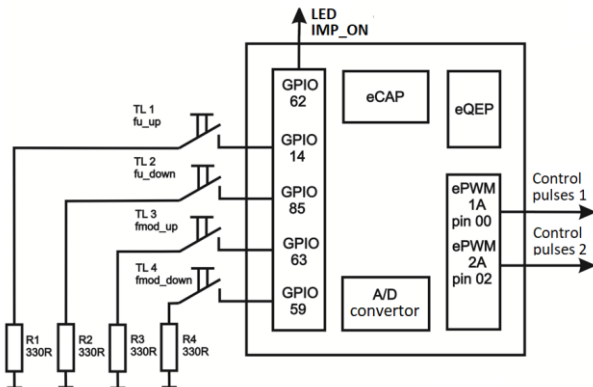 LED
IMP_ON
GPIO
62
eCAP
eQEP
TL 1
fu_up
GPIO
14
TL 2
fu_down
GPIO
85
ePWM
1A
pin 00
Control
pulses 1
TL 3
fmod_up
GPIO
63
ePWM
2A
pin 02
Control
pulses 2
TL 4
fmod_down
GPIO
59
A/D
convertor
R1
330R
R2
330R
R3
330R
R4
330R